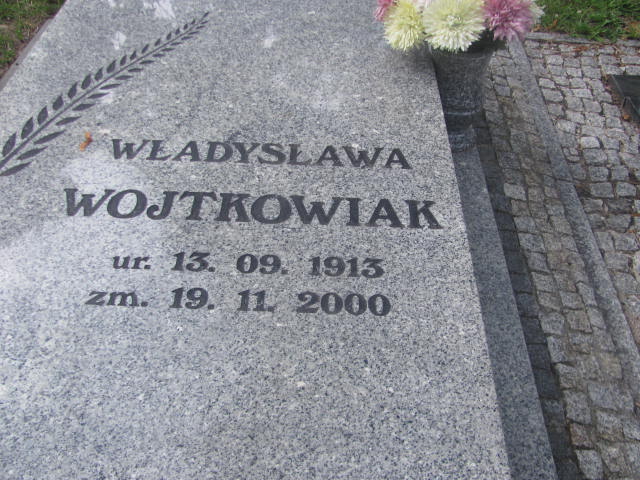 WŁADYSŁAWA
WOJTKOWIAK
ur. 13. 09. 1913
zm. 19. 11. 2000